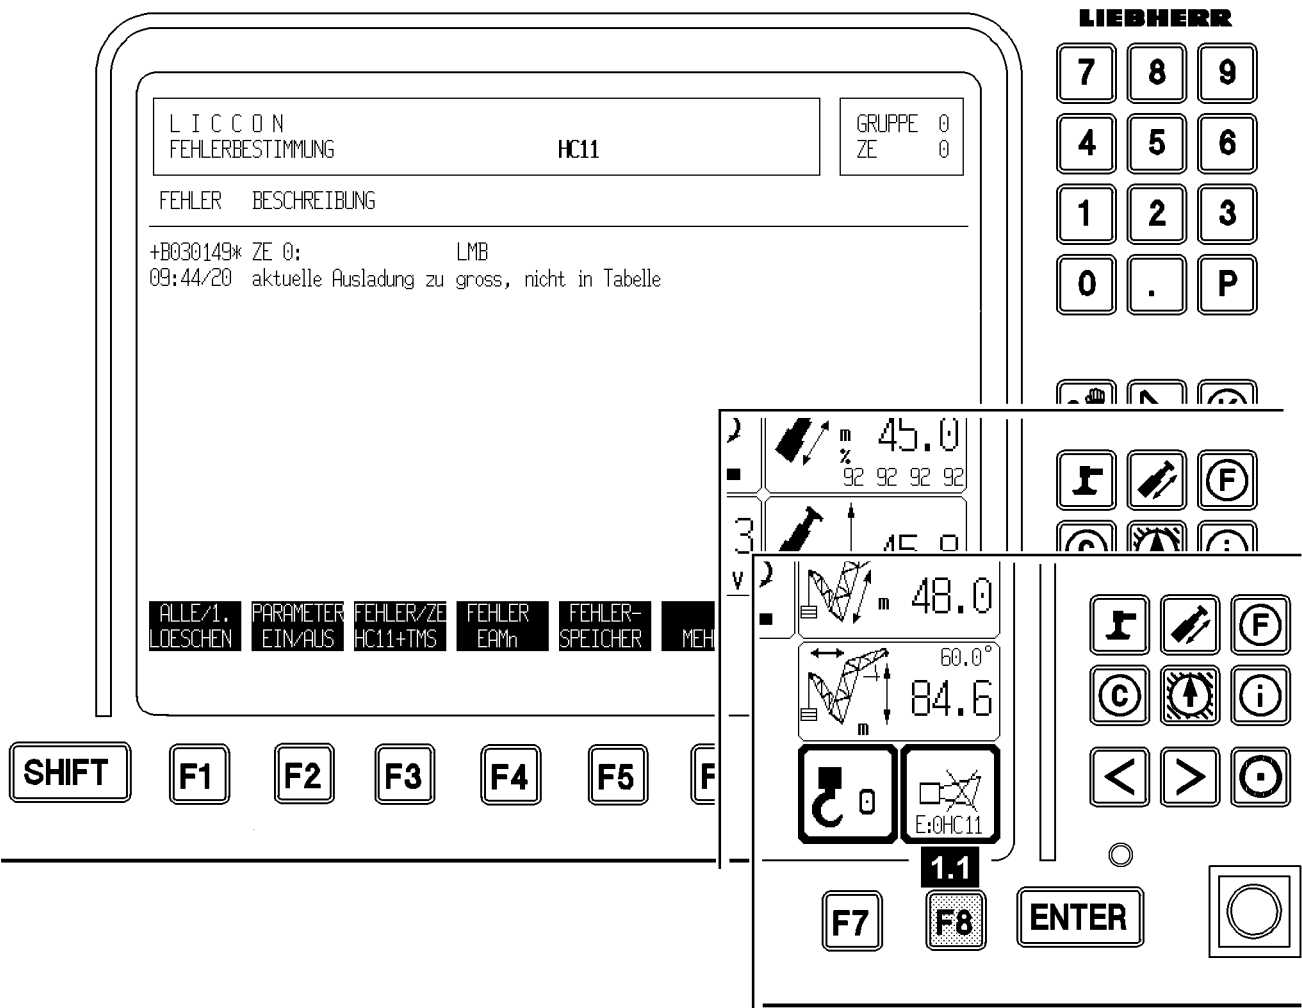 LIEBHERR
7 8 9
4 5 6
1 2 3
0 . P
L I C C O N
FEHLERBESTIMMUNG HC11
GRUPPE 0
ZE 0
FEHLER BESCHREIBUNG
+B030149* ZE 0: LMB
09:44/20 aktuelle Ausladung zu gross, nicht in Tabelle
ALLE/1. PARAMETER FEHLER/ZE FEHLER FEHLER-
LOESCHEN EIN/AUS HC11+TMS EAMn SPEICHER MEH
SHIFT F1 F2 F3 F4 F5 F
m 45.0
%
92 92 92 92
3
V
F
C i
m 48.0
60.0°
84.6
m
0
E:0HC11
1.1
F
C i
< >
F7 F8 ENTER